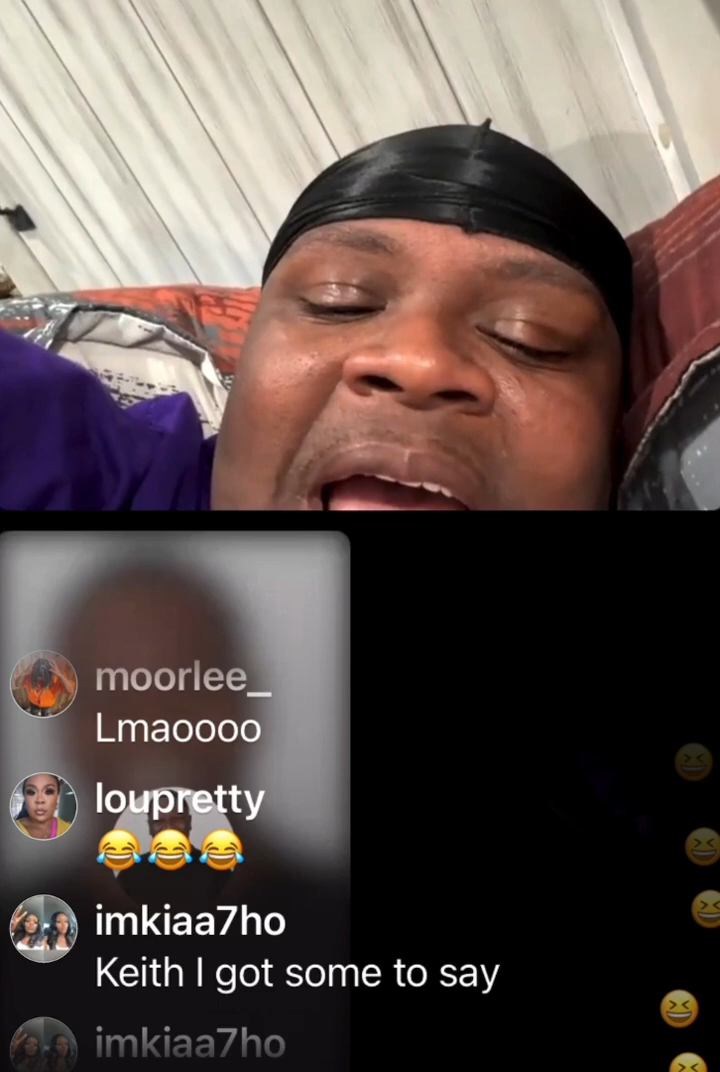 moorlee_
Lmaoooo
loupretty
😂😂😂
imkiaa7ho
Keith I got some to say
imkiaa7ho